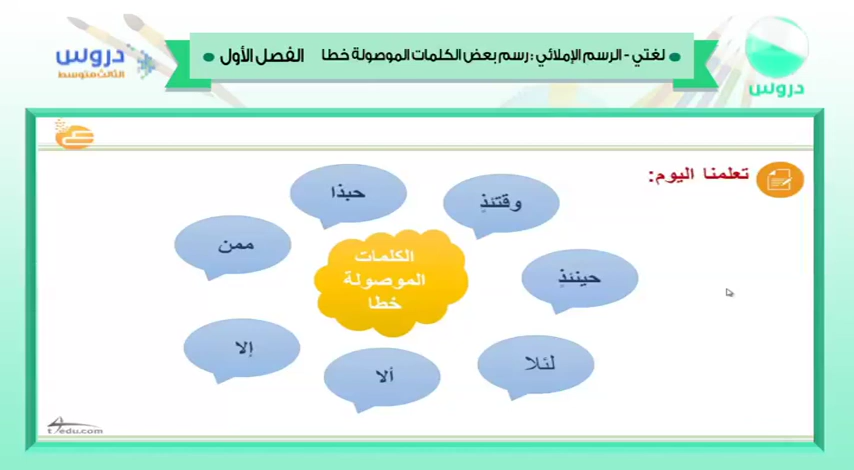 لغتي - الرسم الإملائي : رسم بعض الكلمات الموصولة خطا الفصل الأول
دروس
الثالث متوسط
دروس
تعلمنا اليوم:
حبذا
وقتئذٍ
ممن
الكلمات
الموصولة
خطا
حينئذٍ
إلا
ألا
لئلا
t4edu.com